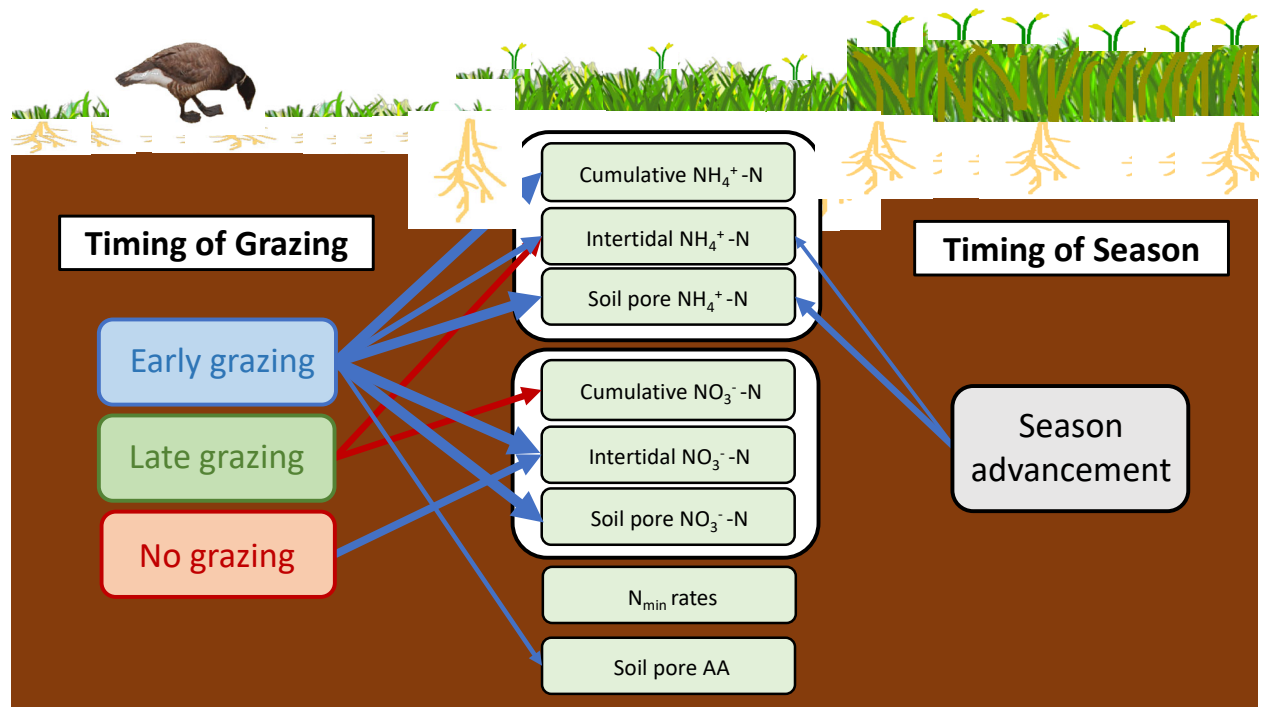 Timing of Grazing
Early grazing
Late grazing
No grazing
Cumulative NH₄⁺-N
Intertidal NH₄⁺-N
Soil pore NH₄⁺-N
Cumulative NO₃⁻-N
Intertidal NO₃⁻-N
Soil pore NO₃⁻-N
Nₘᵢₙ rates
Soil pore AA
Timing of Season
Season
advancement